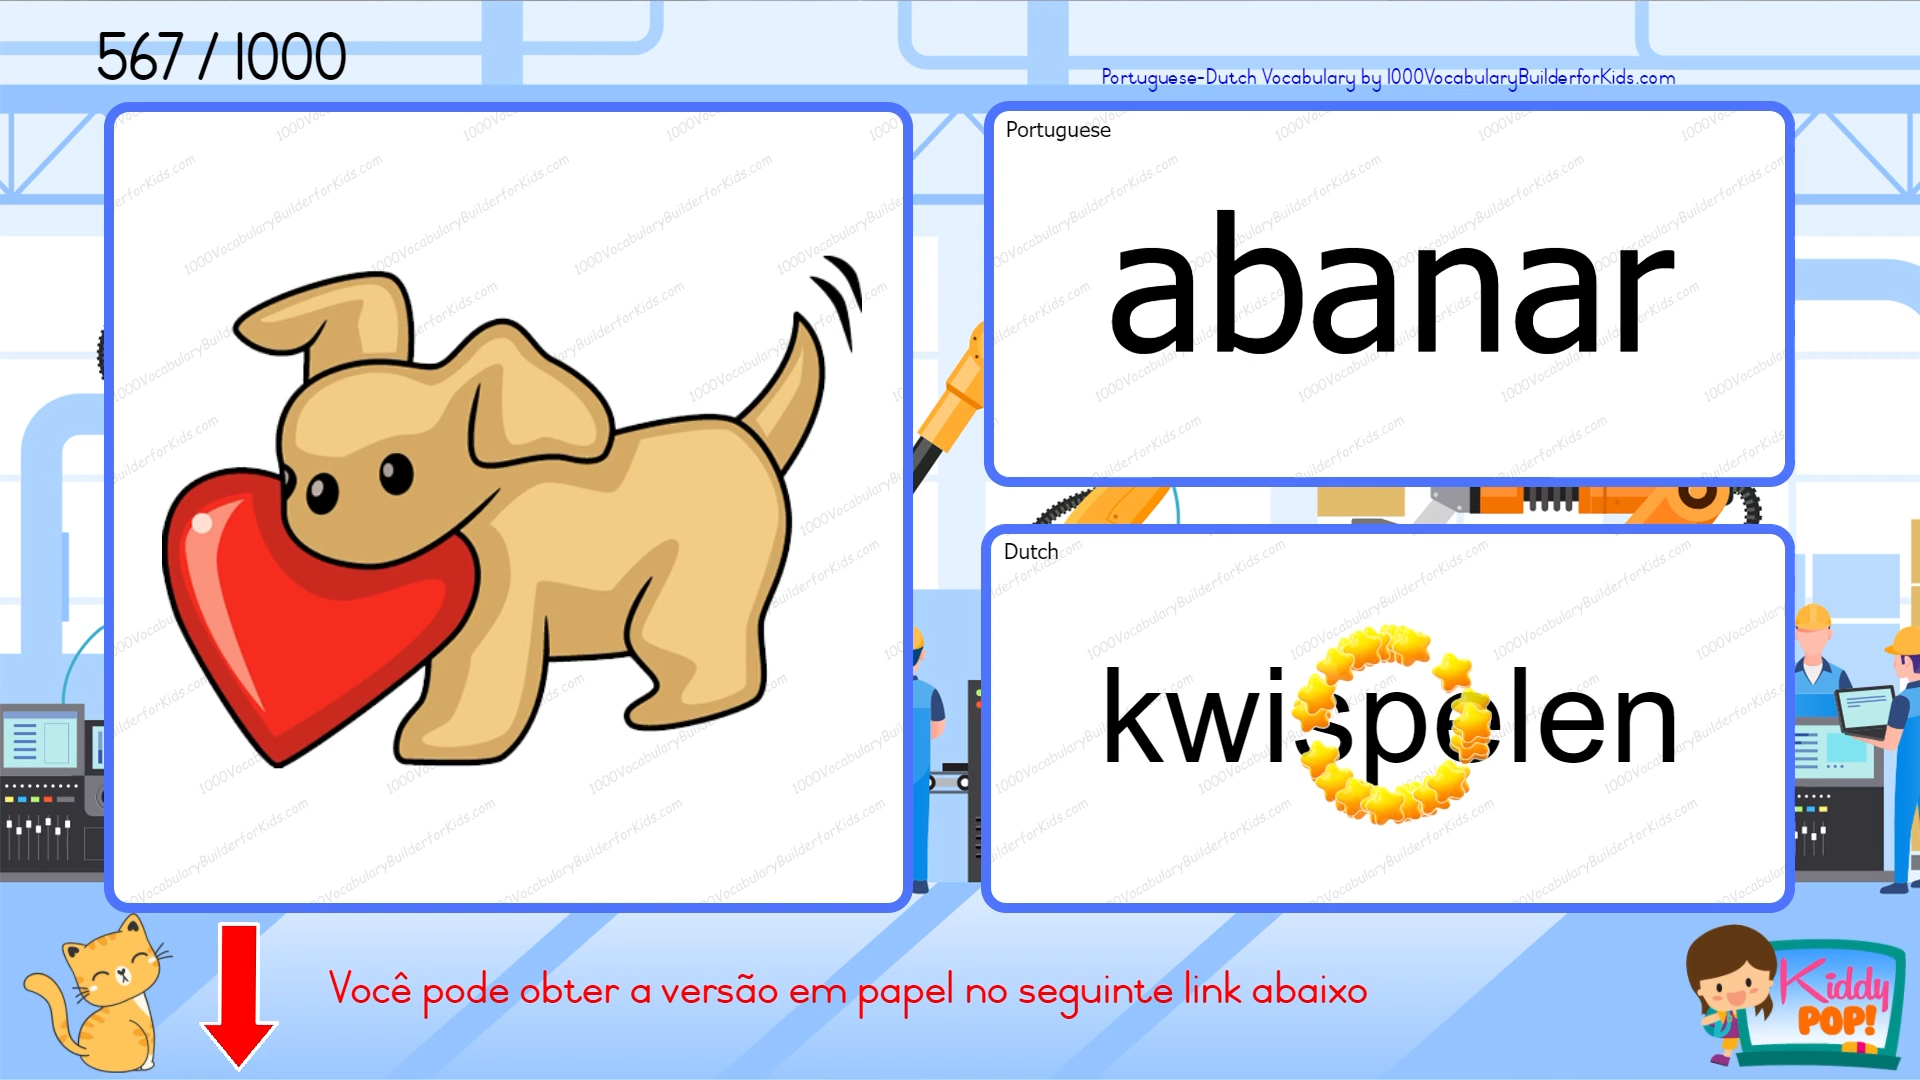 567 / 1000
Portuguese-Dutch Vocabulary by 1000VocabularyBuilderforKids.com
Portuguese
abanar
Dutch
kwispelen
Você pode obter a versão em papel no seguinte link abaixo
Kiddy
POP!